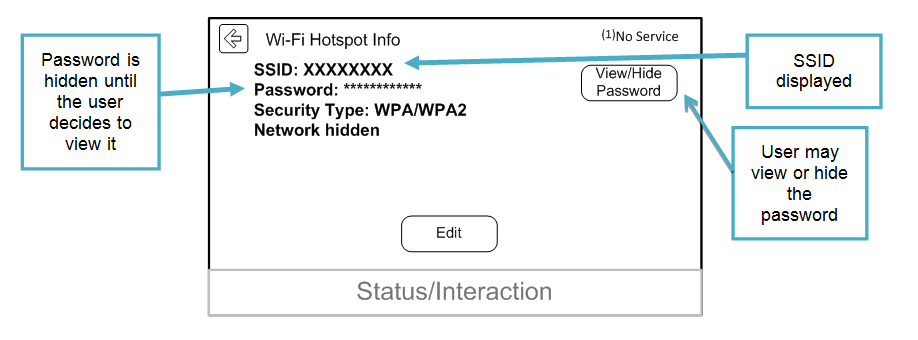 Wi-Fi Hotspot Info
(1)No Service
Password is
hidden until
the user
decides to
view it
SSID: XXXXXXXX
Password: ************
Security Type: WPA/WPA2
Network hidden
View/Hide
Password
SSID
displayed
User may
view or hide
the
password
Edit
Status/Interaction